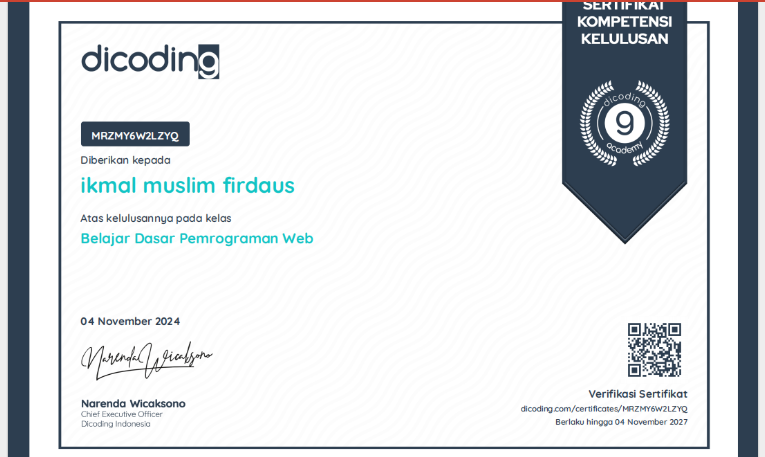 SERTIFIKAT
KOMPETENSI
KELULUSAN
dicoding
dicoding
9
academy
MRZMY6W2LZYQ
Diberikan kepada
ikmal muslim firdaus
Atas kelulusannya pada kelas
Belajar Dasar Pemrograman Web
04 November 2024
Narenda Wicaksono
Narenda Wicaksono
Chief Executive Officer
Dicoding Indonesia
Verifikasi Sertifikat
dicoding.com/certificates/MRZMY6W2LZYQ
Berlaku hingga 04 November 2027